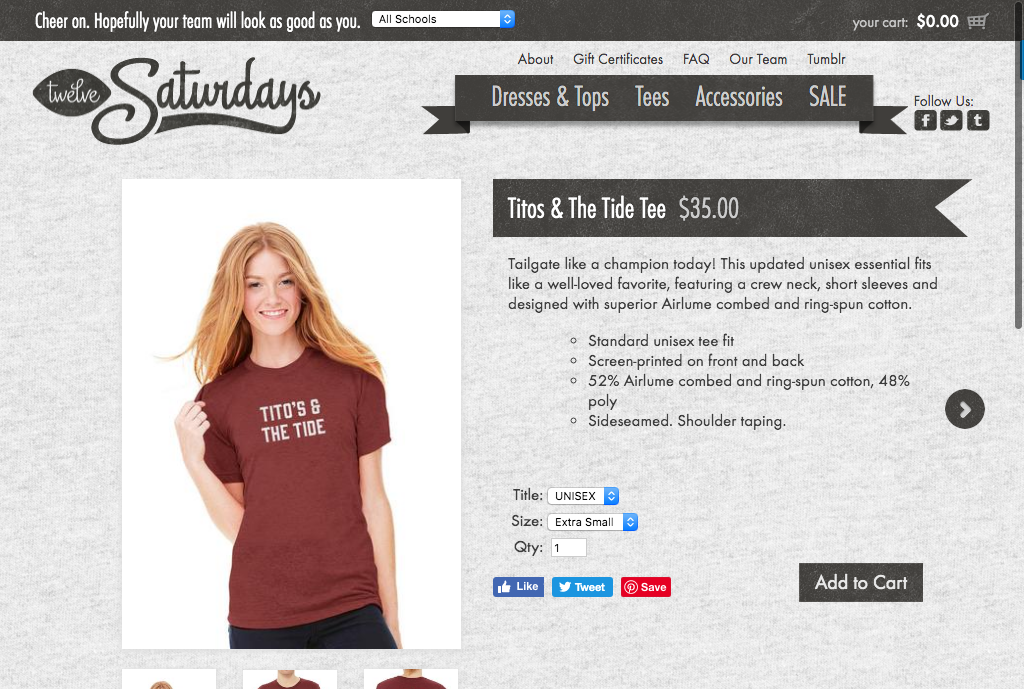 Cheer on. Hopefully your team will look as good as you.
All Schools
your cart: $0.00
About Gift Certificates FAQ Our Team Tumblr
twelve Saturdays
Dresses & Tops Tees Accessories SALE
Follow Us:
Titos & The Tide Tee $35.00
Tailgate like a champion today! This updated unisex essential fits
like a well-loved favorite, featuring a crew neck, short sleeves and
designed with superior Airlume combed and ring-spun cotton.
Standard unisex tee fit
Screen-printed on front and back
52% Airlume combed and ring-spun cotton, 48%
poly
Sideseamed. Shoulder taping.
TITO'S &
THE TIDE
Title: UNISEX
Size: Extra Small
Qty: 1
Like Tweet Save
Add to Cart